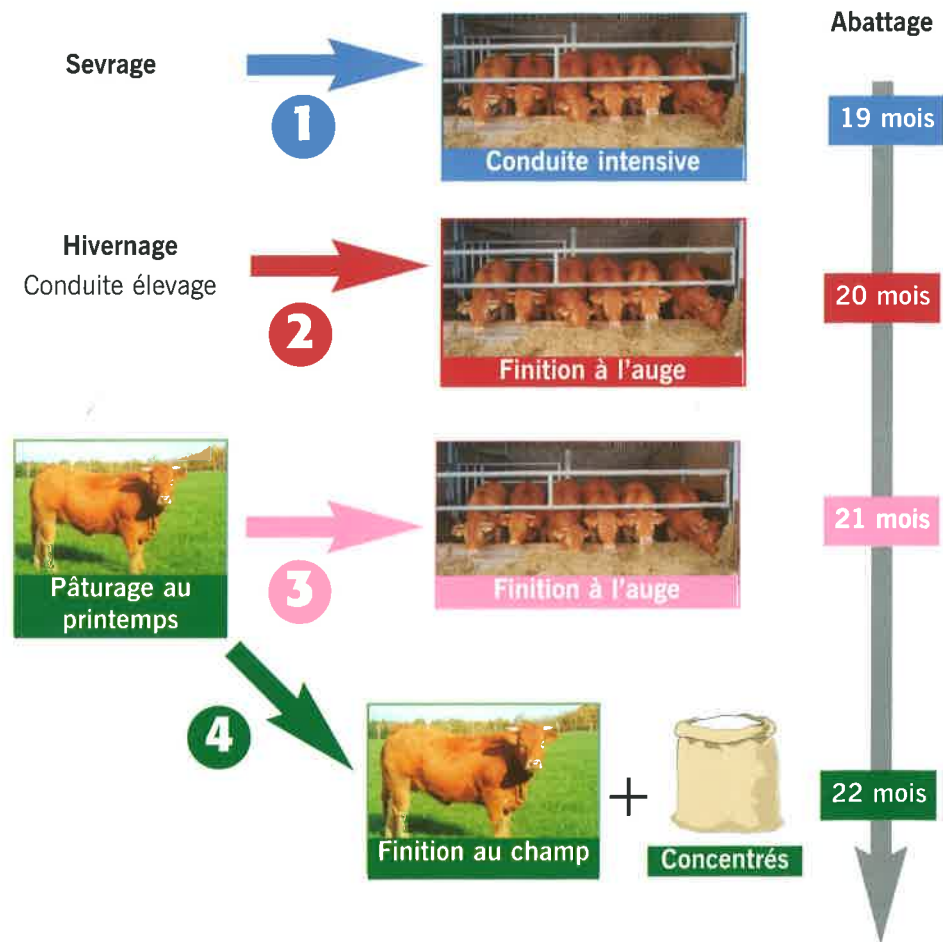 Abattage
Sevrage
1
Conduite intensive
19 mois
Hivernage
Conduite élevage
2
Finition à l'auge
20 mois
Pâturage au
printemps
3
Finition à l'auge
21 mois
4
Finition au champ
+
Concentrés
22 mois